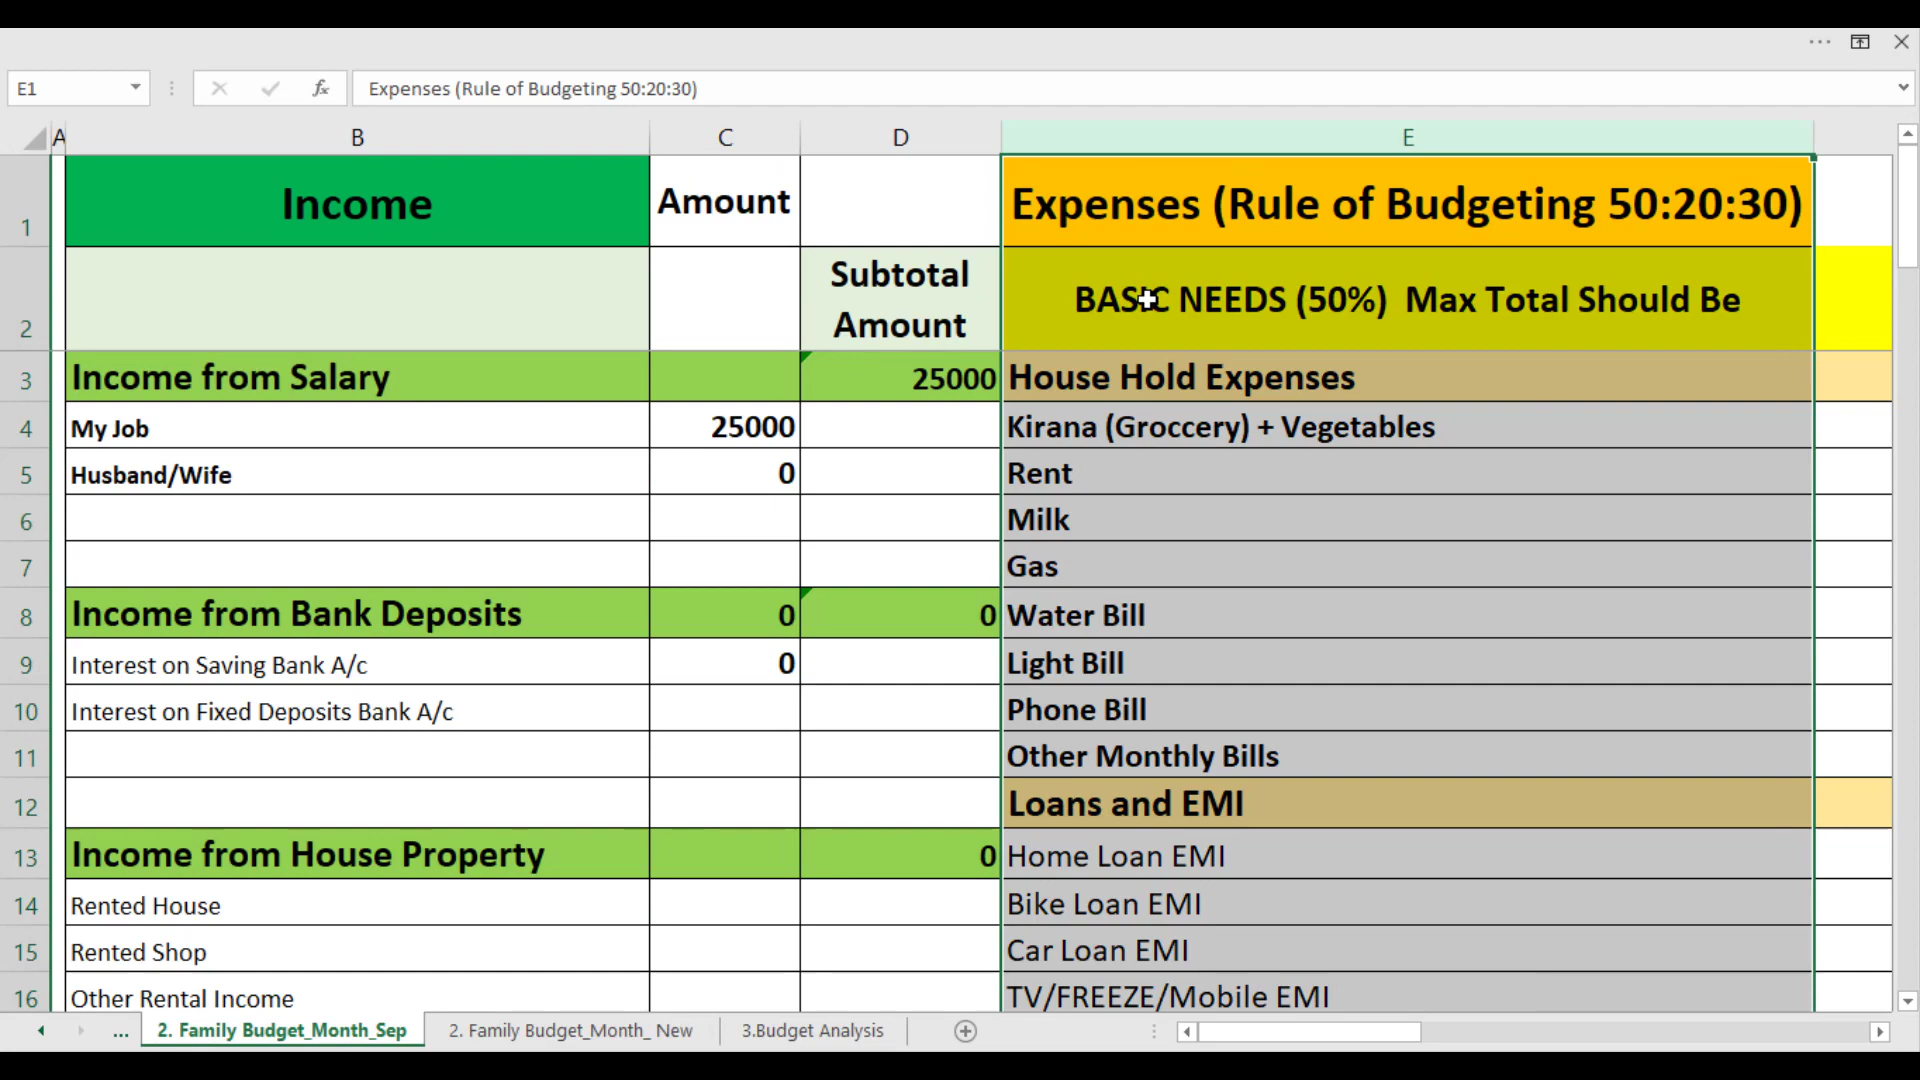 E1 fx Expenses (Rule of Budgeting 50:20:30)
A B C D E
1 Income Amount Expenses (Rule of Budgeting 50:20:30)
2 Subtotal Amount BASIC NEEDS (50%) Max Total Should Be
3 Income from Salary 25000 House Hold Expenses
4 My Job 25000 Kirana (Groccery) + Vegetables
5 Husband/Wife 0 Rent
6 Milk
7 Gas
8 Income from Bank Deposits 0 0 Water Bill
9 Interest on Saving Bank A/c 0 Light Bill
10 Interest on Fixed Deposits Bank A/c Phone Bill
11 Other Monthly Bills
12 Loans and EMI
13 Income from House Property 0 Home Loan EMI
14 Rented House Bike Loan EMI
15 Rented Shop Car Loan EMI
16 Other Rental Income TV/FREEZE/Mobile EMI
... 2. Family Budget_Month_Sep 2. Family Budget_Month_ New 3.Budget Analysis